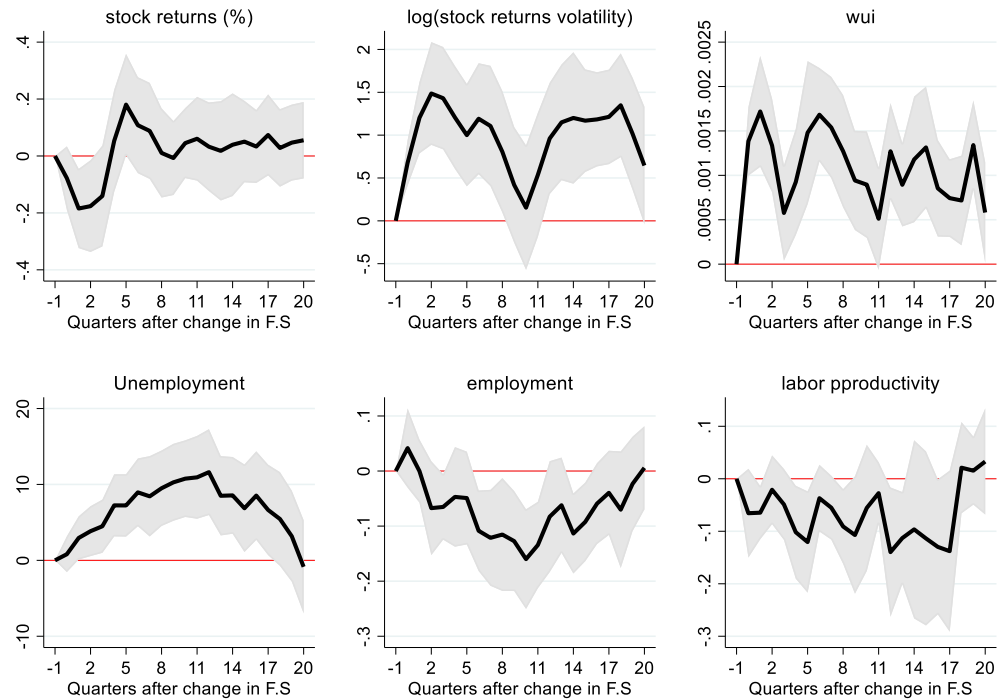 stock returns (%)
.4
.2
0
-.2
-.4
-1 2 5 8 11 14 17 20
Quarters after change in F.S
log(stock returns volatility)
2
1.5
1
.5
0
-.5
-1 2 5 8 11 14 17 20
Quarters after change in F.S
wui
.0025
.002
.0015
.001
.0005
0
-1 2 5 8 11 14 17 20
Quarters after change in F.S
Unemployment
20
10
0
-10
-1 2 5 8 11 14 17 20
Quarters after change in F.S
employment
.1
0
-.1
-.2
-.3
-1 2 5 8 11 14 17 20
Quarters after change in F.S
labor pproductivity
.1
0
-.1
-.2
-.3
-1 2 5 8 11 14 17 20
Quarters after change in F.S